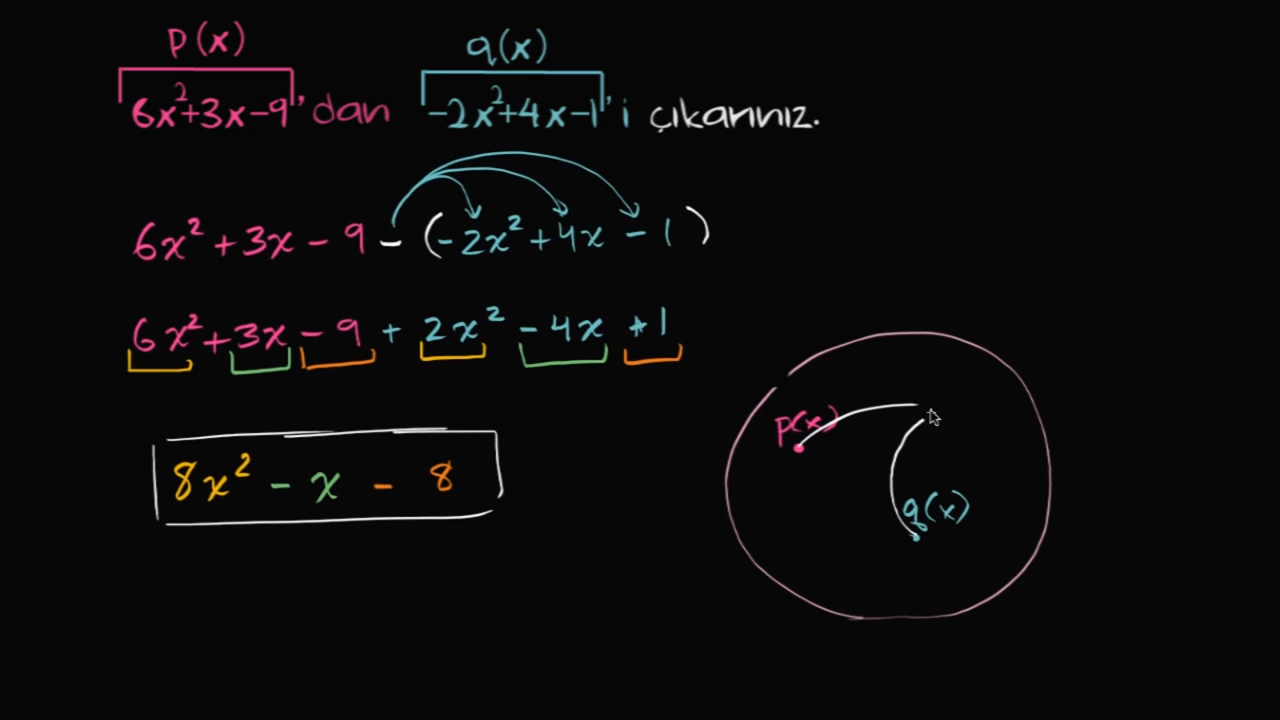 p(x) q(x)
6x²+3x-9'dan -2x²+4x-1'i çıkarınız.
6x² + 3x - 9 - (-2x² + 4x - 1)
6x² + 3x - 9 + 2x² - 4x + 1
p(x)
8x² - x - 8
q(x)